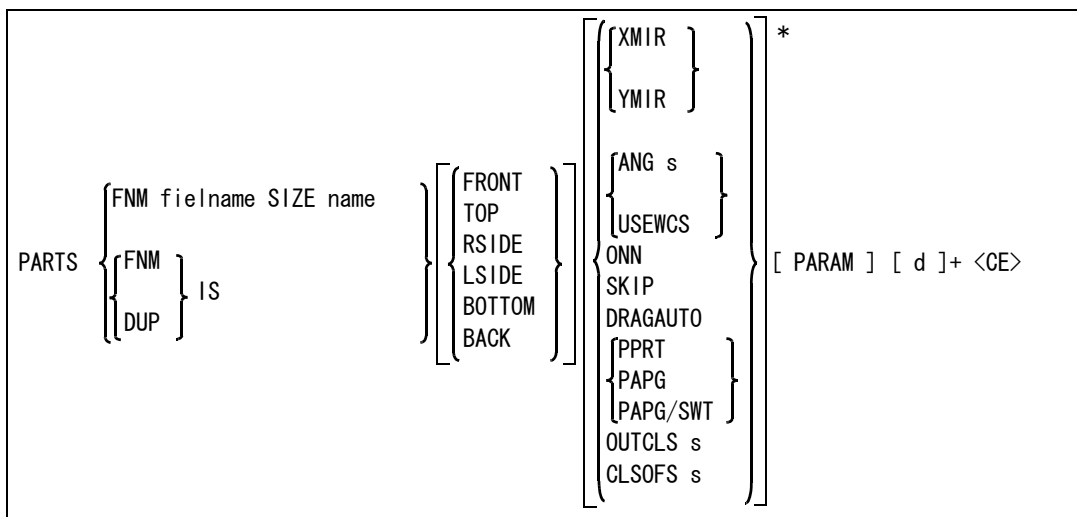 PARTS
FNM fielname SIZE name
FNM
DUP
IS
FRONT
TOP
RSIDE
LSIDE
BOTTOM
BACK
XMIR
YMIR
ANG s
USEWCS
ONN
SKIP
DRAGAUTO
PPRT
PAPG
PAPG/SWT
OUTCLS s
CLSOFS s
*
[ PARAM ] [ d ]+ <CE>